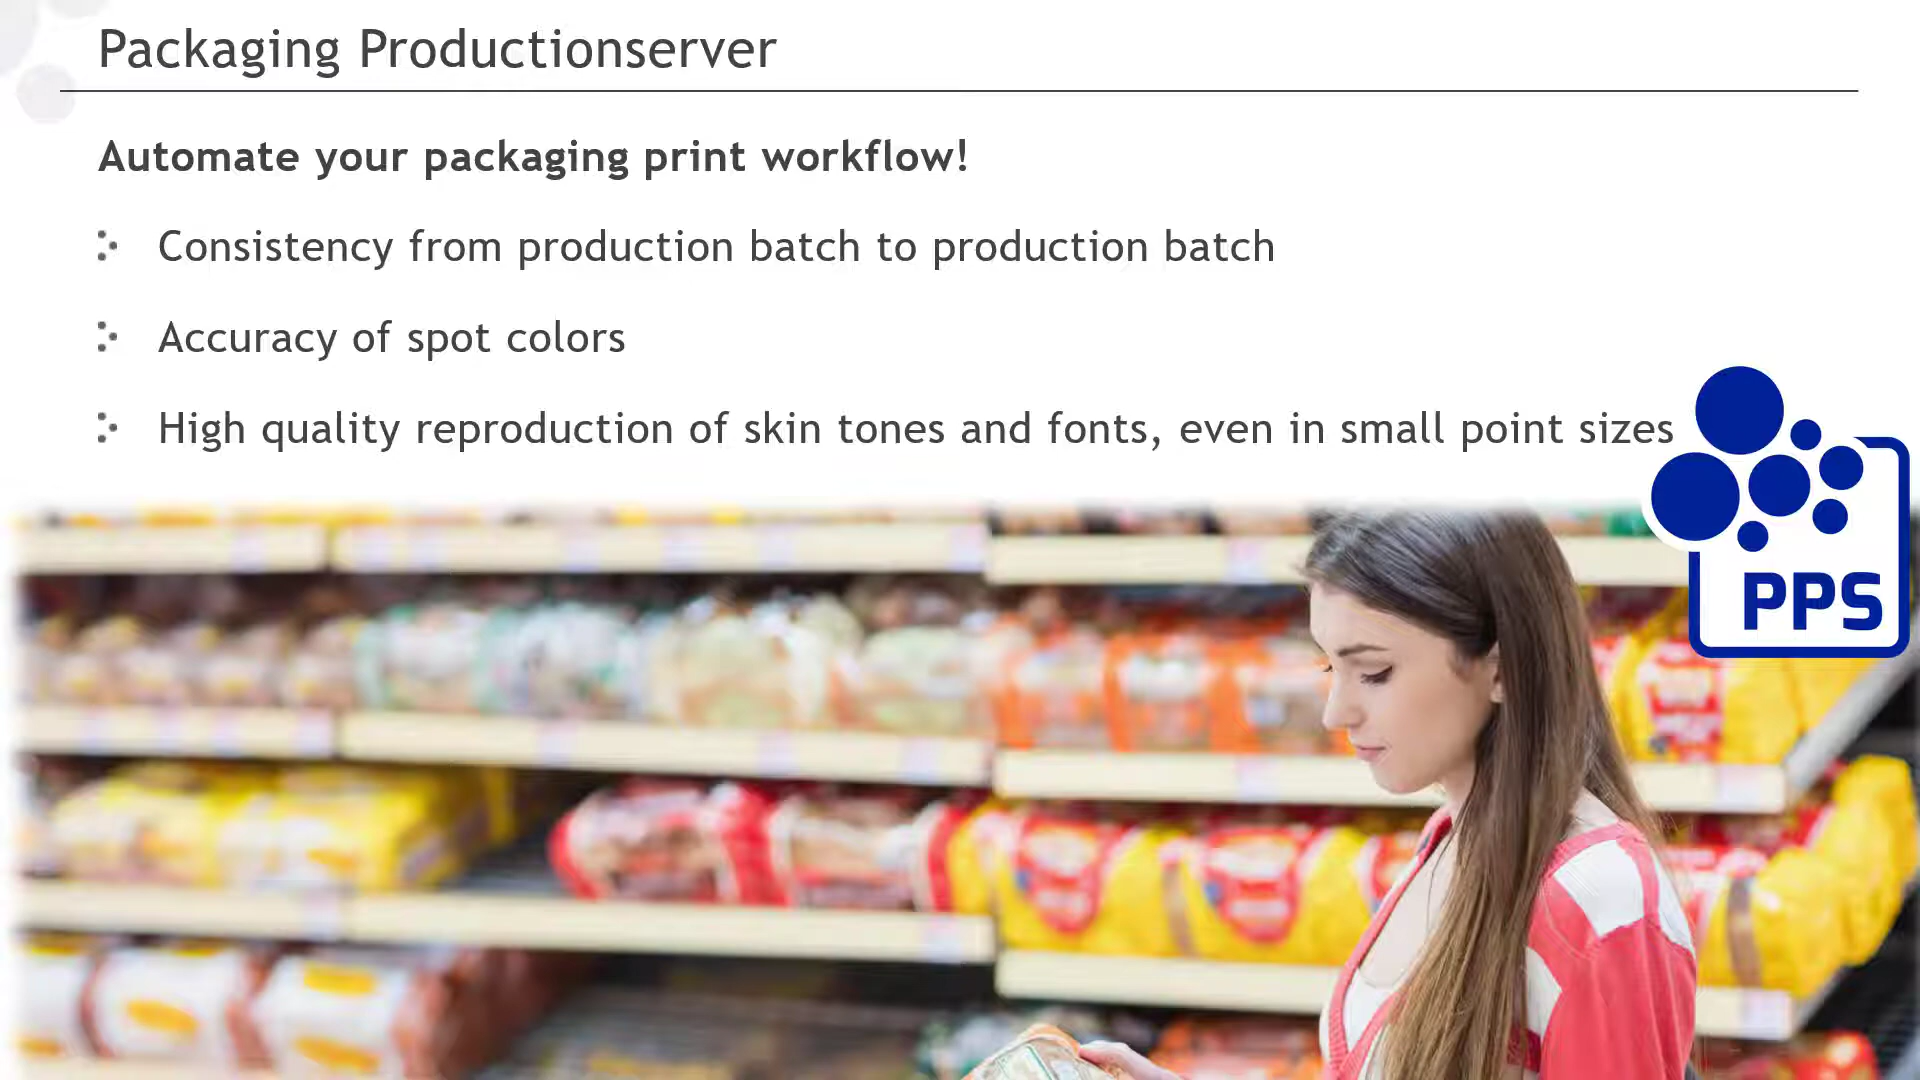 Packaging Productionserver
Automate your packaging print workflow!
Consistency from production batch to production batch
Accuracy of spot colors
High quality reproduction of skin tones and fonts, even in small point sizes
PPS